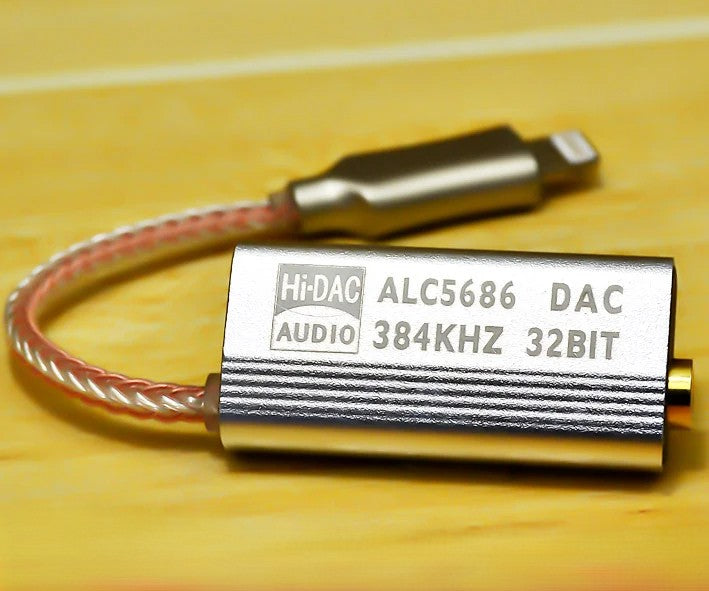 Hi-DAC
AUDIO
ALC5686 DAC
384KHZ 32BIT